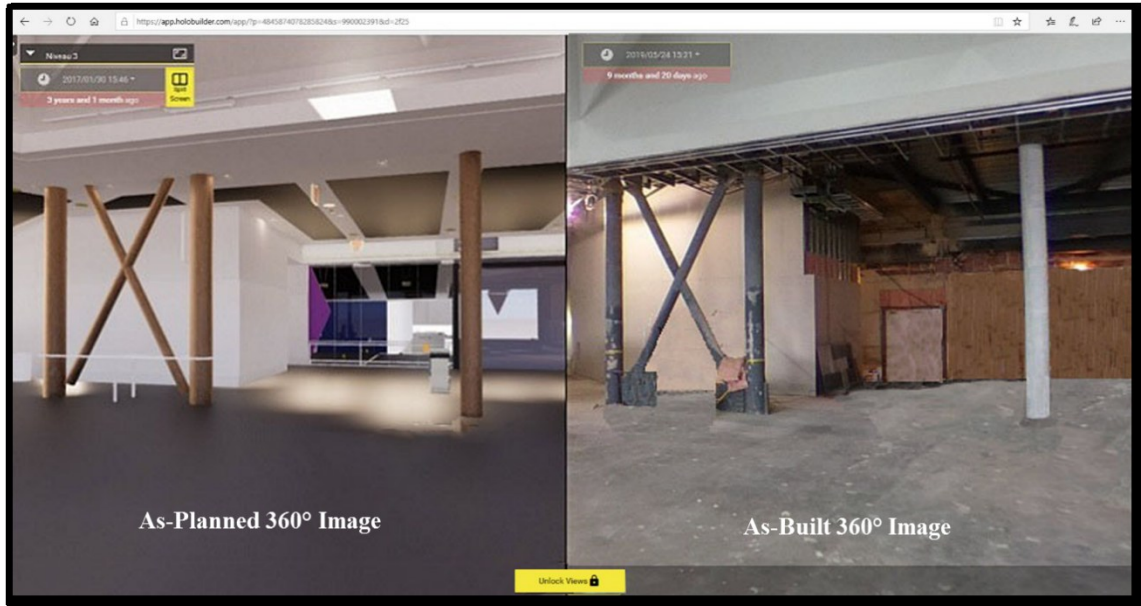 https://app.holobuilder.com/app/?p=4845874078285824&s=990002391&d=2f25
Niveau 3
2017/01/30 15:46
Split
Screen
3 years and 1 month ago
2019/05/24 15:21
9 months and 20 days ago
As-Planned 360° Image
As-Built 360° Image
Unlock Views